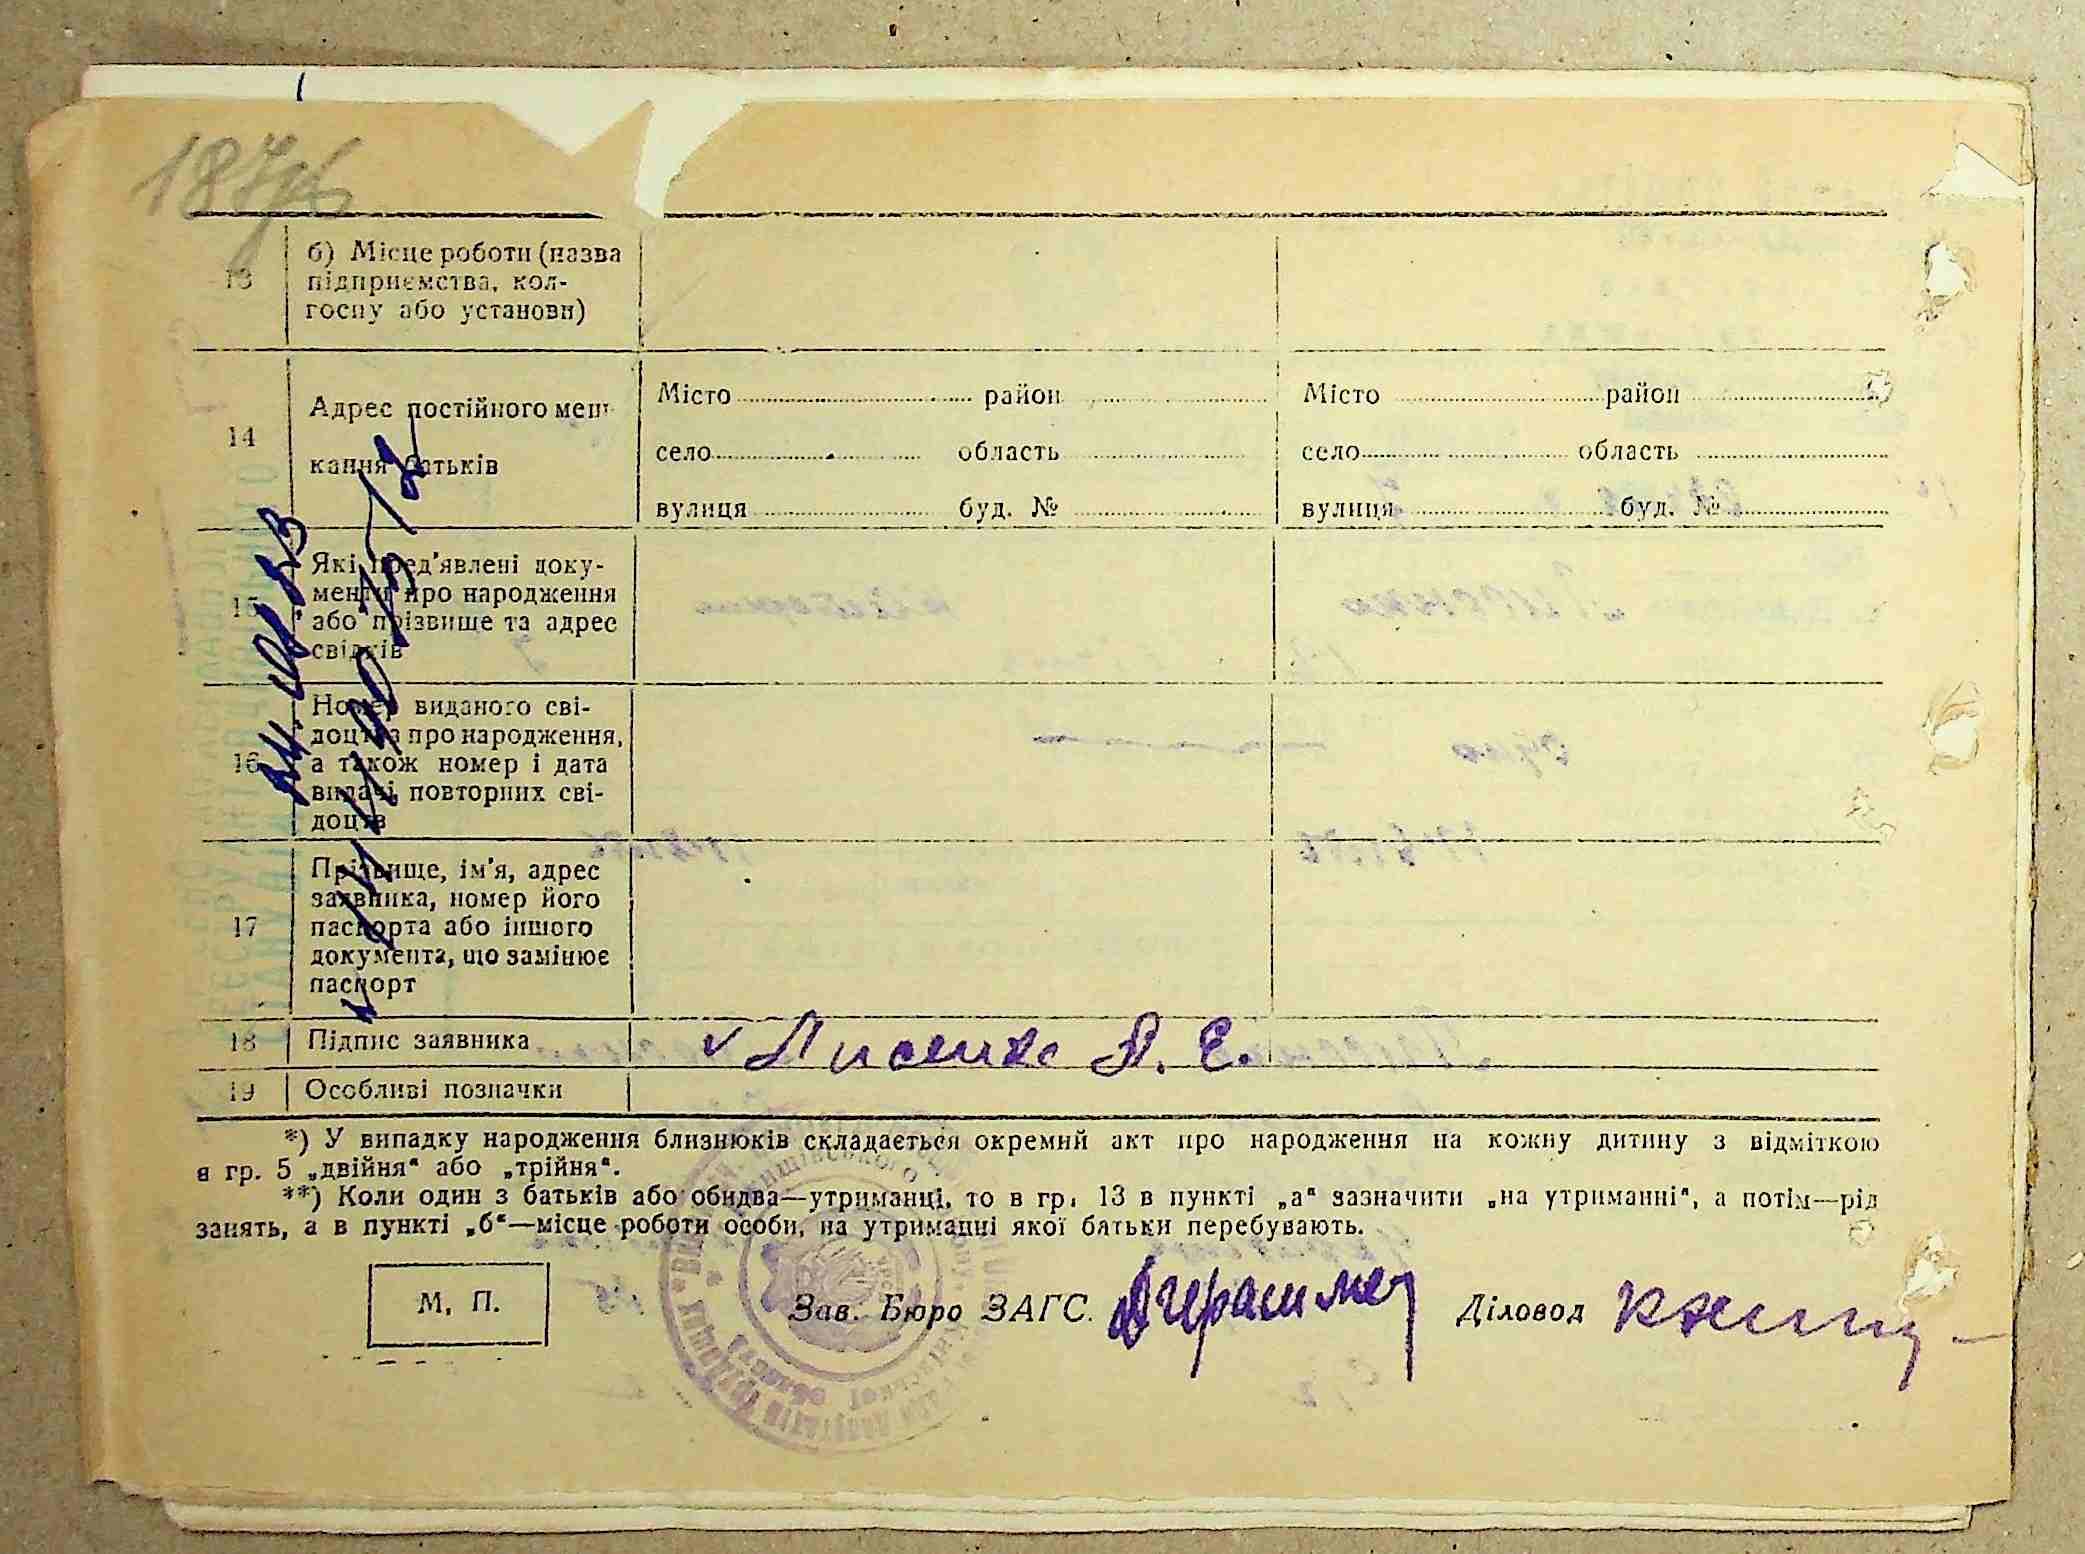 187
13 б) Місце роботи (назва
підприємства, кол-
госпу або установи)
14 Адрес постійного меш-
кання батьків
Місто район Місто район
село область село область
вулиця буд. № вулиця буд. №
15 Які пред'явлені доку-
менти про народження
або прізвище та адрес
свідків
16 Номер виданого сві-
доцтва про народження,
а також номер і дата
видачі повторних сві-
доцтв
17 Прізвище, ім'я, адрес
заявника, номер його
паспорта або іншого
документа, що замінює
паспорт
18 Підпис заявника Лисенко Я. Є.
19 Особливі позначки
*) У випадку народження близнюків складається окремий акт про народження на кожну дитину з відміткою
в гр. 5 „двійня“ або „трійня“.
**) Коли один з батьків або обидва—утриманці, то в гр. 13 в пункті „а“ зазначити „на утриманні“, а потім—рід
занять, а в пункті „б“—місце роботи особи, на утриманні якої батьки перебувають.
М. П. Зав. Бюро ЗАГС. Діловод
області